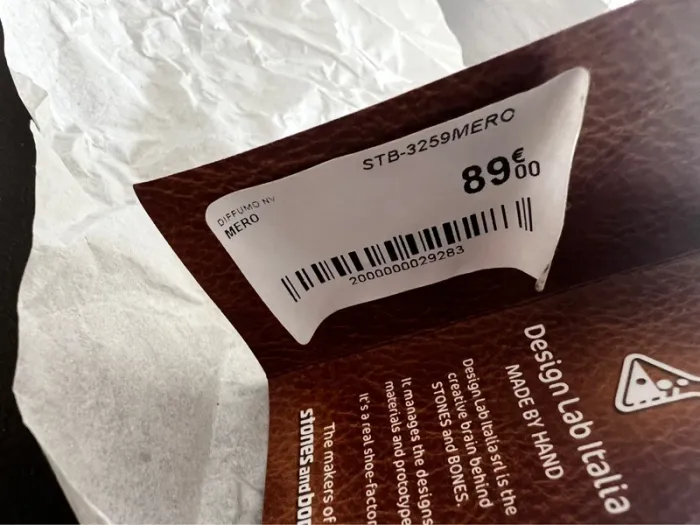 STB-3259MERO
89€00
DIFFUMO NV
MERO
2000000029283
Design Lab Italia
MADE BY HAND
Design Lab Italia srl is the
creative brain behind
STONES and BONES.
It manages the designs
materials and prototype
It's a real shoe-factor
The makers of
stones and bo